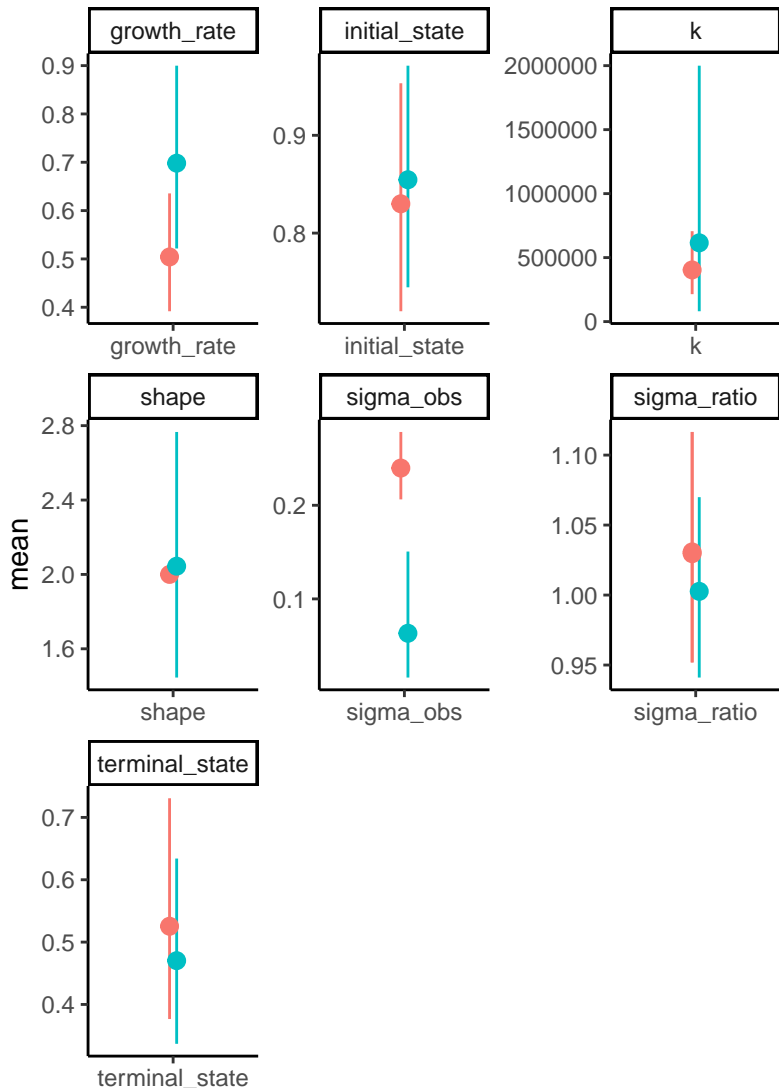 growth_rate
initial_state
k
0.9
0.8
0.7
0.6
0.5
0.4
0.9
0.8
2000000
1500000
1000000
500000
0
growth_rate
initial_state
k
shape
sigma_obs
sigma_ratio
mean
2.8
2.4
2.0
1.6
0.2
0.1
1.10
1.05
1.00
0.95
shape
sigma_obs
sigma_ratio
terminal_state
0.7
0.6
0.5
0.4
terminal_state